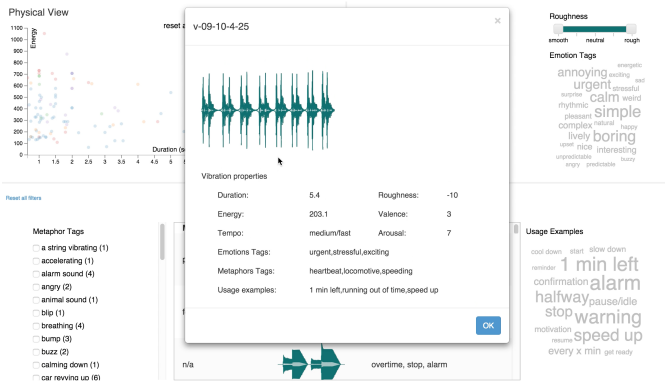 Physical View
reset a
Energy
1100
1000
900
800
700
600
500
400
300
200
100
0
1 1.5 2 2.5 3 3.5 4 4.5 5
Duration (se
Reset all filters
v-09-10-4-25
×
Vibration properties
Duration: 5.4 Roughness: -10
Energy: 203.1 Valence: 3
Tempo: medium/fast Arousal: 7
Emotions Tags: urgent,stressful,exciting
Metaphors Tags: heartbeat,locomotive,speeding
Usage examples: 1 min left,running out of time,speed up
OK
Roughness
smooth neutral rough
Emotion Tags
energetic
annoying exciting
urgent sad
stressful
surprise calm weird
rhythmic
pleasant simple
complex natural happy
lively boring
upset nice interesting
unpredictable buzzy
angry predictable
Metaphor Tags
a string vibrating (1)
accelerating (1)
alarm sound (4)
angry (2)
animal sound (1)
blip (1)
breathing (4)
bump (3)
buzz (2)
calming down (1)
car revving up (6)
n/a overtime, stop, alarm
Usage Examples
cool down start slow down
reminder 1 min left
confirmation alarm
halfway pause/idle
stop warning
motivation
resume speed up
every x min get ready